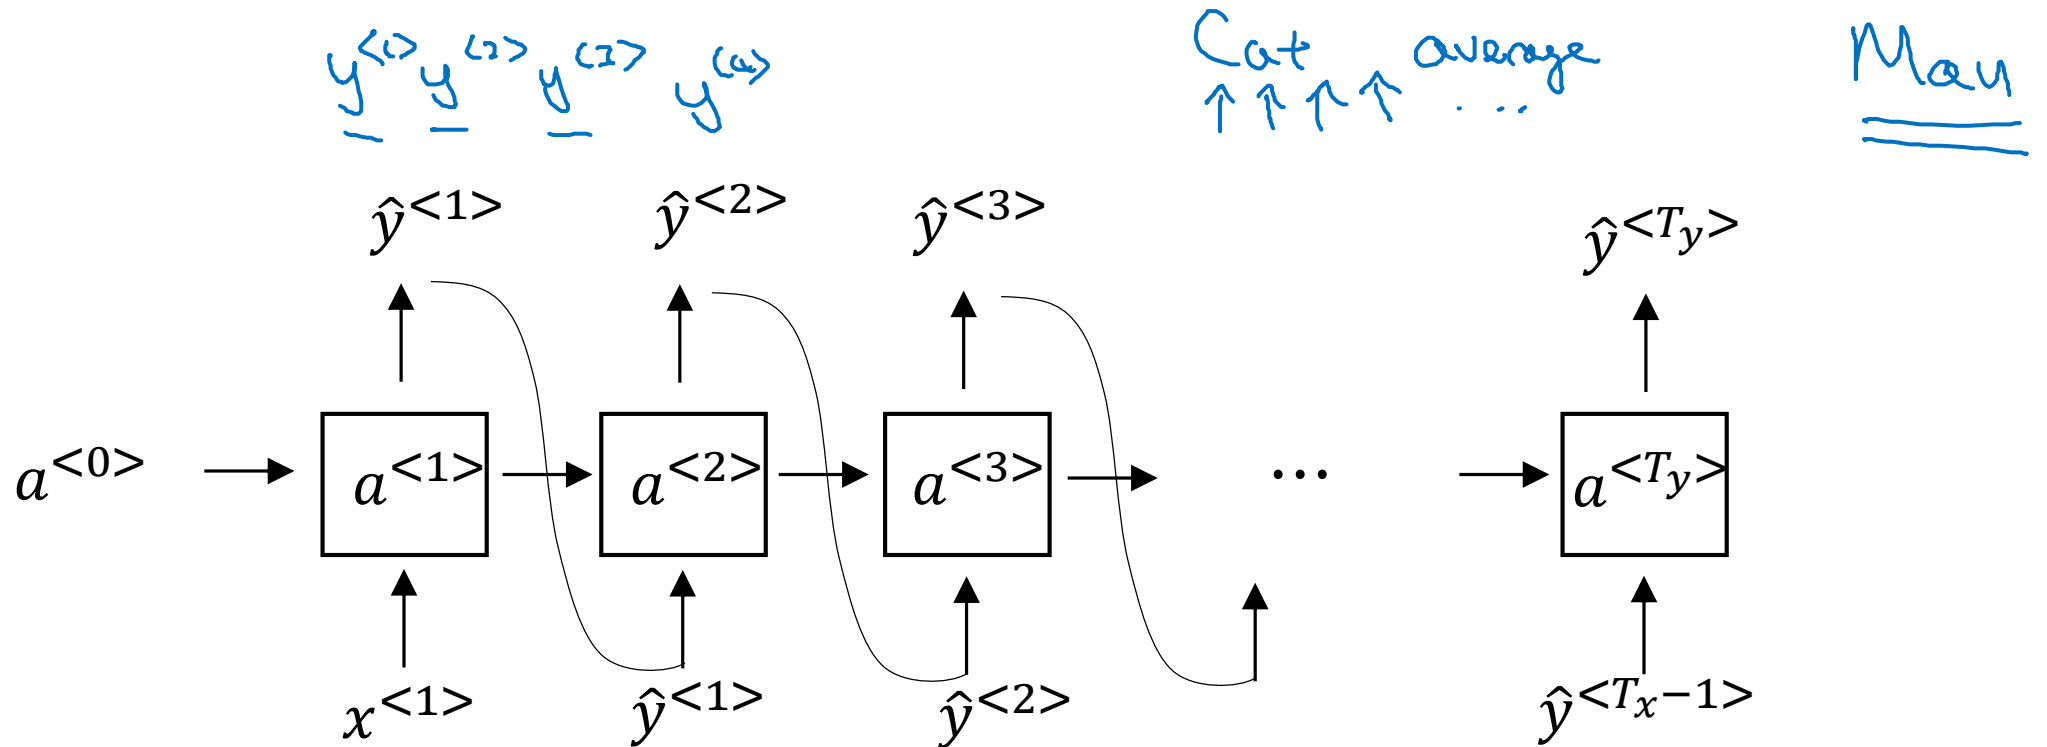 y<1> y<2> y<3> y<4> Cat average Mau
ŷ<1> ŷ<2> ŷ<3> ŷ<Ty>
a<0> a<1> a<2> a<3> ... a<Ty>
x<1> ŷ<1> ŷ<2> ŷ<Tx−1>